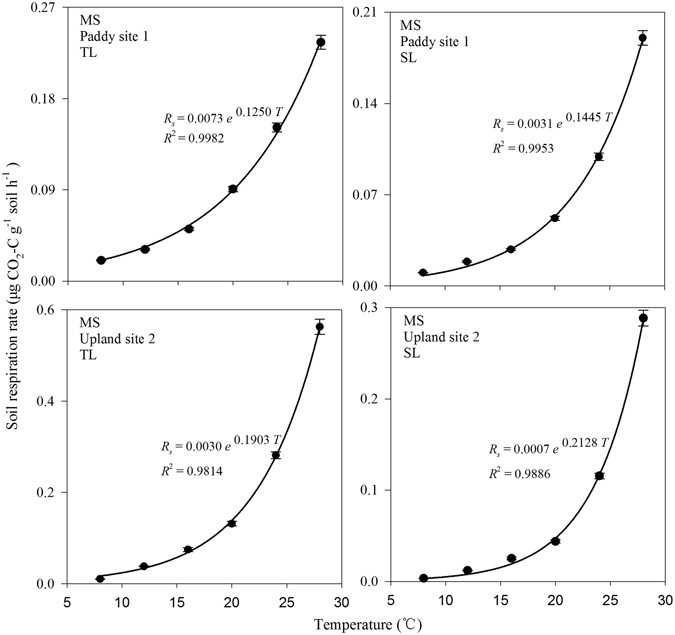 Soil respiration rate (μg CO2-C g-1 soil h-1)
0.27
0.18
0.09
0.00
MS
Paddy site 1
TL
Rs = 0.0073 e 0.1250 T
R2 = 0.9982
0.21
0.14
0.07
0.00
MS
Paddy site 1
SL
Rs = 0.0031 e 0.1445 T
R2 = 0.9953
0.6
0.4
0.2
0.0
MS
Upland site 2
TL
Rs = 0.0030 e 0.1903 T
R2 = 0.9814
5 10 15 20 25 30
0.3
0.2
0.1
0.0
MS
Upland site 2
SL
Rs = 0.0007 e 0.2128 T
R2 = 0.9886
5 10 15 20 25 30
Temperature (℃)